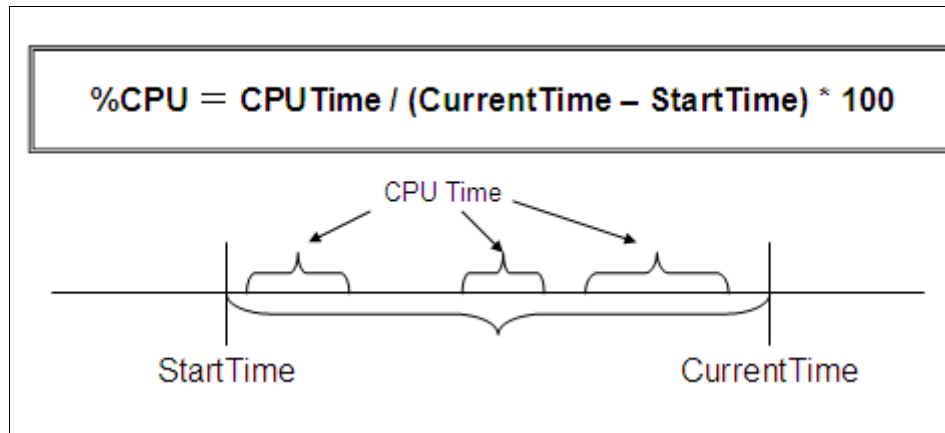 %CPU = CPUTime / (CurrentTime – StartTime) * 100
CPU Time
StartTime
CurrentTime